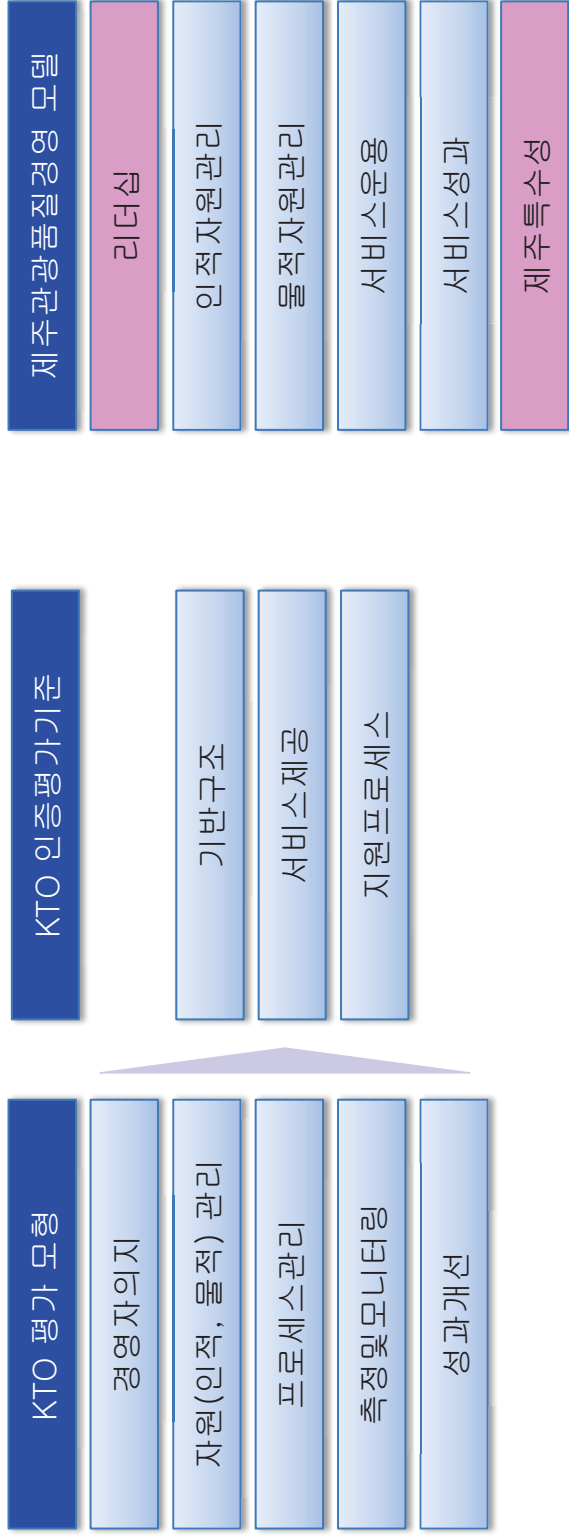 KTO 평가 모형
경영자의지
자원(인적, 물적) 관리
프로세스관리
측정및모니터링
성과개선
KTO 인증평가기준
기반구조
서비스제공
지원프로세스
제주관광품질경영 모델
리더십
인적자원관리
물적자원관리
서비스운용
서비스성과
제주특수성